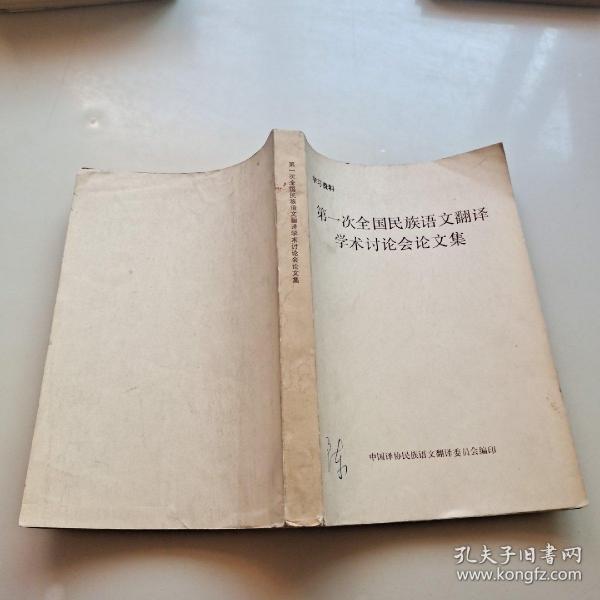 第一次全国民族语文翻译学术讨论会论文集
学习资料
第一次全国民族语文翻译
学术讨论会论文集
陈
中国译协民族语文翻译委员会编印
孔夫子旧书网
www.kongfz.com